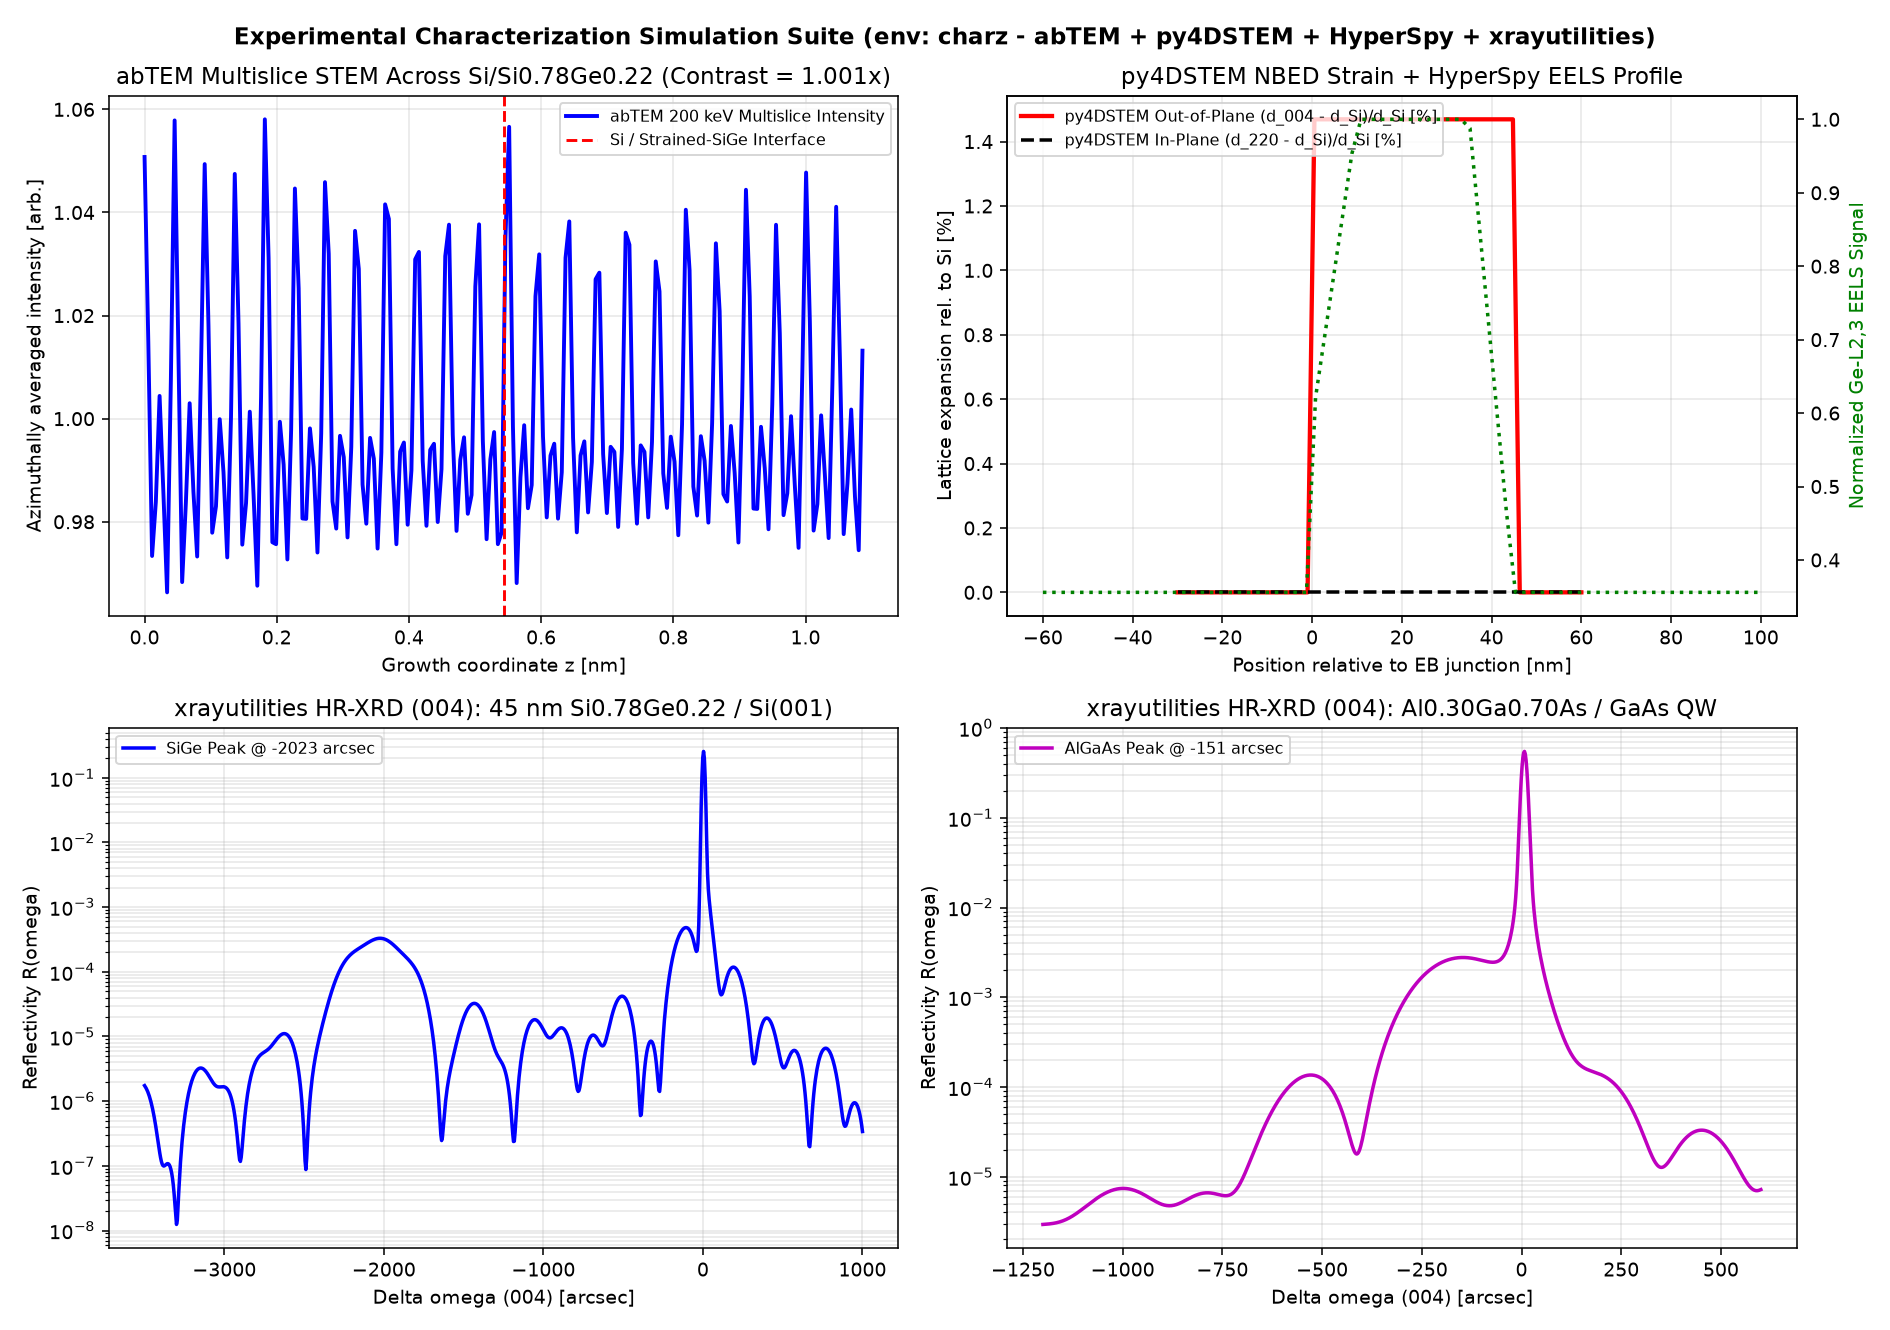 Experimental Characterization Simulation Suite (env: charz - abTEM + py4DSTEM + HyperSpy + xrayutilities)
abTEM Multislice STEM Across Si/Si0.78Ge0.22 (Contrast = 1.001x)
abTEM 200 keV Multislice Intensity
Si / Strained-SiGe Interface
Azimuthally averaged intensity [arb.]
1.06
1.04
1.02
1.00
0.98
0.0 0.2 0.4 0.6 0.8 1.0
Growth coordinate z [nm]
py4DSTEM NBED Strain + HyperSpy EELS Profile
py4DSTEM Out-of-Plane (d_004 - d_Si)/d_Si [%]
py4DSTEM In-Plane (d_220 - d_Si)/d_Si [%]
Lattice expansion rel. to Si [%]
1.4
1.2
1.0
0.8
0.6
0.4
0.2
0.0
1.0
0.9
0.8
0.7
0.6
0.5
0.4
Normalized Ge-L2,3 EELS Signal
−60 −40 −20 0 20 40 60 80 100
Position relative to EB junction [nm]
xrayutilities HR-XRD (004): 45 nm Si0.78Ge0.22 / Si(001)
SiGe Peak @ -2023 arcsec
Reflectivity R(omega)
10⁻¹
10⁻²
10⁻³
10⁻⁴
10⁻⁵
10⁻⁶
10⁻⁷
10⁻⁸
−3000 −2000 −1000 0 1000
Delta omega (004) [arcsec]
xrayutilities HR-XRD (004): Al0.30Ga0.70As / GaAs QW
AlGaAs Peak @ -151 arcsec
Reflectivity R(omega)
10⁰
10⁻¹
10⁻²
10⁻³
10⁻⁴
10⁻⁵
−1250 −1000 −750 −500 −250 0 250 500
Delta omega (004) [arcsec]